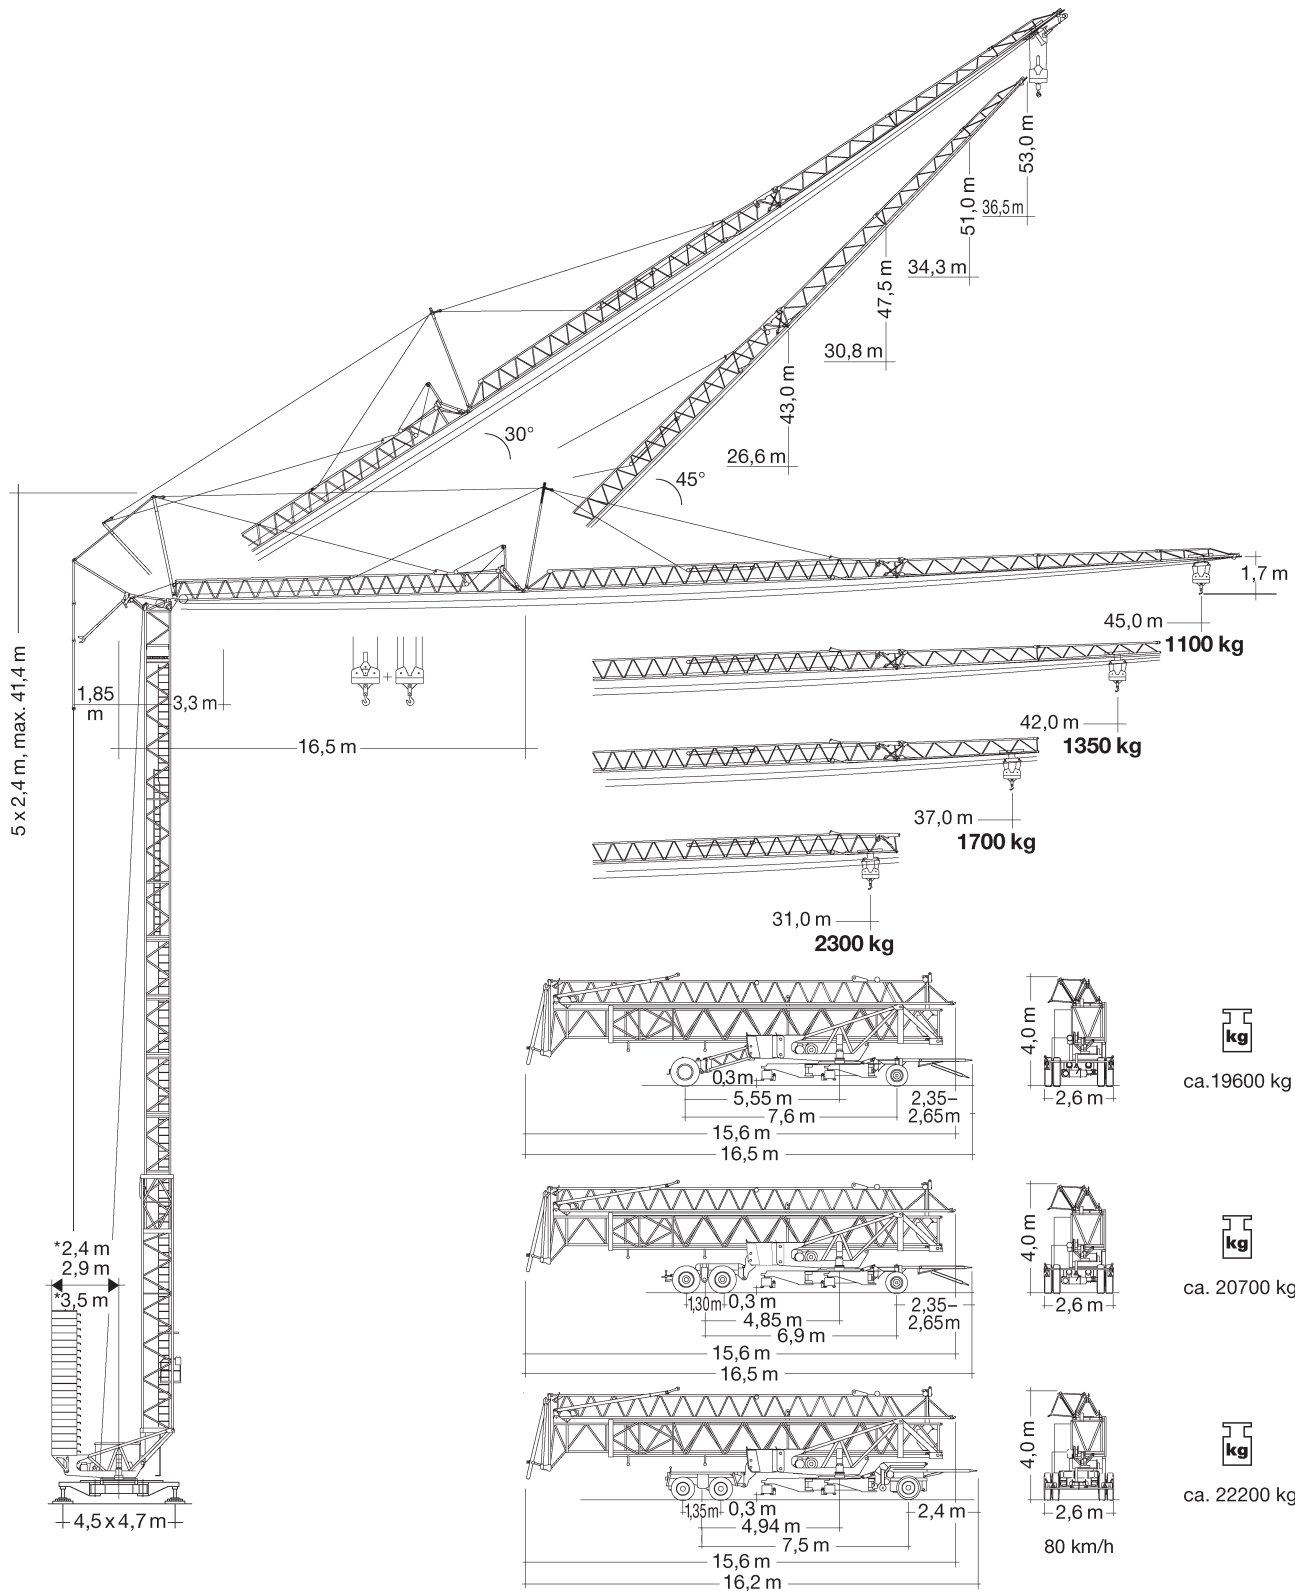 53,0 m
36,5 m
51,0 m
34,3 m
47,5 m
30,8 m
43,0 m
26,6 m
30°
45°
1,7 m
45,0 m
1100 kg
5 x 2,4 m, max. 41,4 m
1,85
m
3,3 m
+
42,0 m
1350 kg
16,5 m
37,0 m
1700 kg
31,0 m
2300 kg
0,3 m
5,55 m
7,6 m
2,35–
2,65m
15,6 m
16,5 m
4,0 m
2,6 m
kg
ca.19600 kg
1,30 m
0,3 m
4,85 m
6,9 m
2,35–
2,65m
15,6 m
16,5 m
4,0 m
2,6 m
kg
ca. 20700 kg
*2,4 m
2,9 m
*3,5 m
4,5 x 4,7 m
1,35 m
0,3 m
4,94 m
7,5 m
2,4 m
15,6 m
16,2 m
4,0 m
2,6 m
80 km/h
kg
ca. 22200 kg